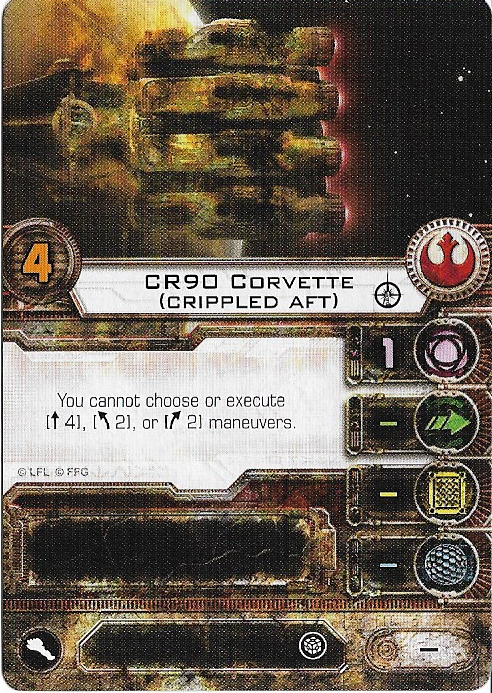 4
CR90 Corvette
(crippled aft)
1
You cannot choose or execute
[↑ 4], [↰ 2], or [↱ 2] maneuvers.
–
© LFL © FFG
–
–
–